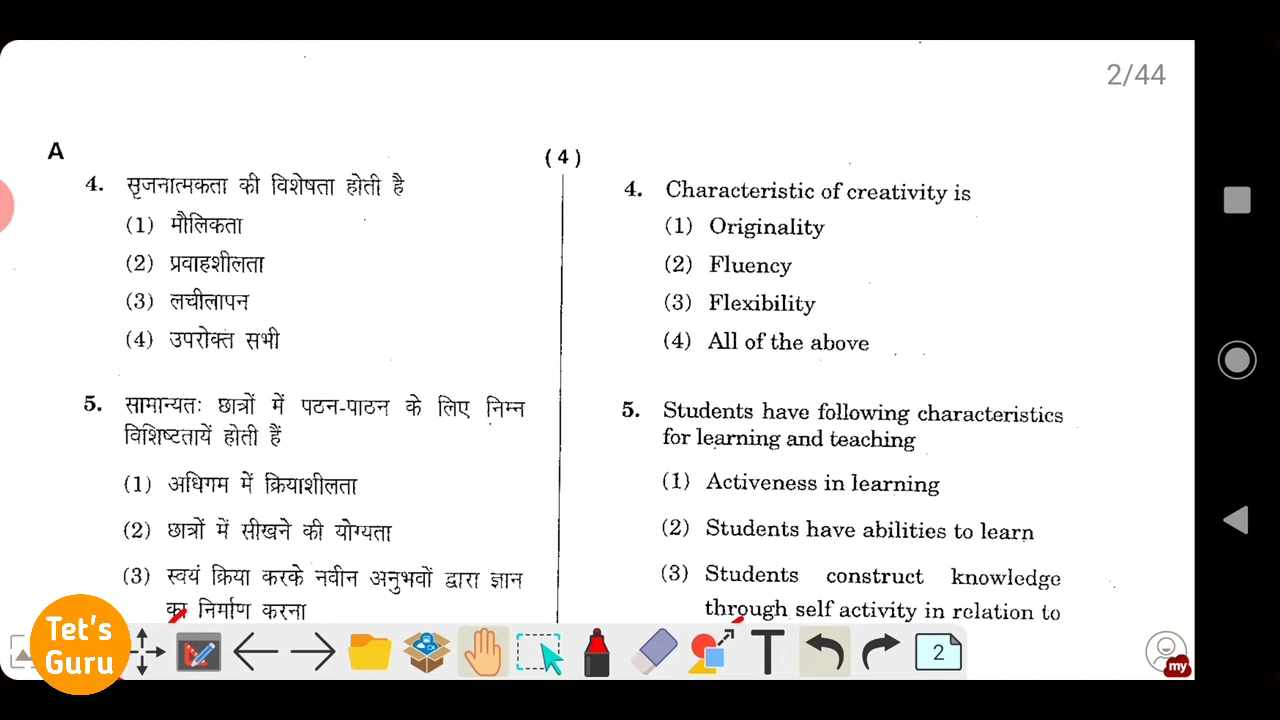 2/44
A
(4)
4. सृजनात्मकता की विशेषता होती है
(1) मौलिकता
(2) प्रवाहशीलता
(3) लचीलापन
(4) उपरोक्त सभी
5. सामान्यतः छात्रों में पठन-पाठन के लिए निम्न
विशिष्टतायें होती हैं
(1) अधिगम में क्रियाशीलता
(2) छात्रों में सीखने की योग्यता
(3) स्वयं क्रिया करके नवीन अनुभवों द्वारा ज्ञान
का निर्माण करना
4. Characteristic of creativity is
(1) Originality
(2) Fluency
(3) Flexibility
(4) All of the above
5. Students have following characteristics
for learning and teaching
(1) Activeness in learning
(2) Students have abilities to learn
(3) Students construct knowledge
through self activity in relation to
Tet's
Guru
T
2
my